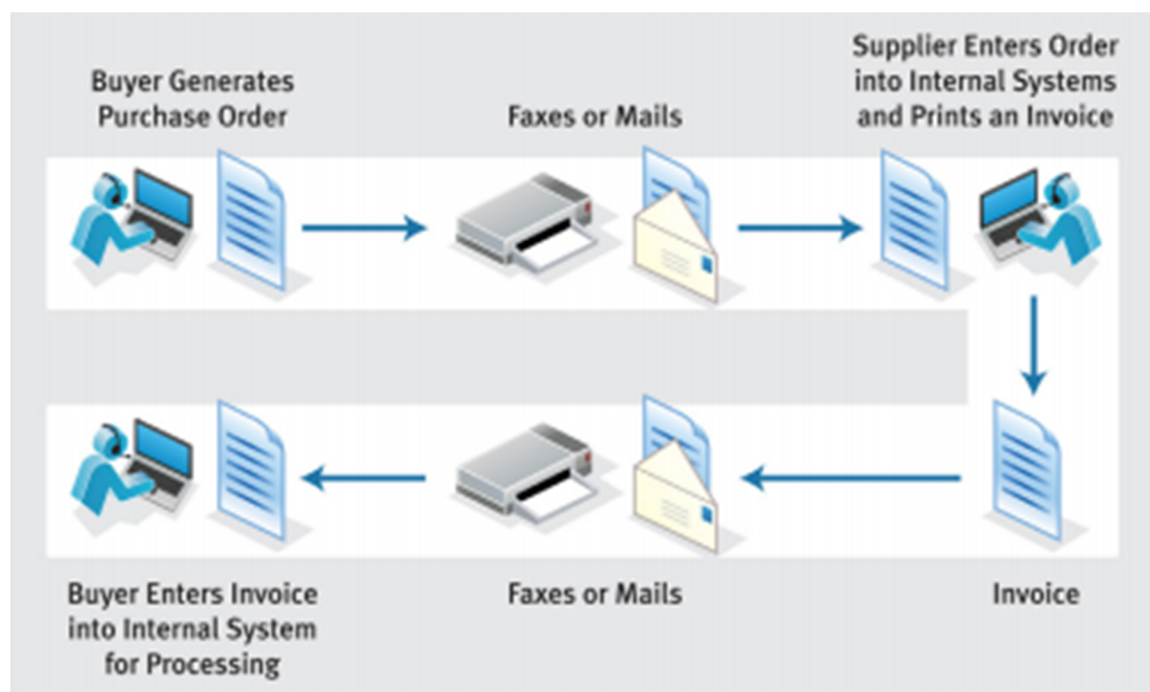 Buyer Generates
Purchase Order
Faxes or Mails
Supplier Enters Order
into Internal Systems
and Prints an Invoice
Buyer Enters Invoice
into Internal System
for Processing
Faxes or Mails
Invoice